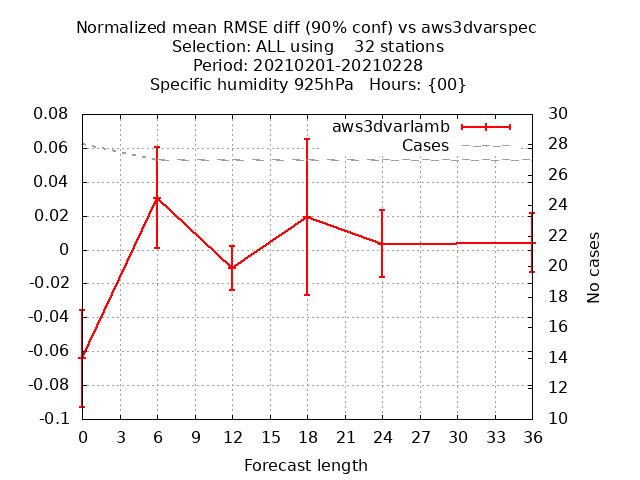 Normalized mean RMSE diff (90% conf) vs aws3dvarspec
Selection: ALL using    32 stations
Period: 20210201-20210228
Specific humidity 925hPa   Hours: {00}
aws3dvarlamb
Cases
0.08
0.06
0.04
0.02
0
-0.02
-0.04
-0.06
-0.08
-0.1
30
28
26
24
22
20
18
16
14
12
10
No cases
0 3 6 9 12 15 18 21 24 27 30 33 36
Forecast length